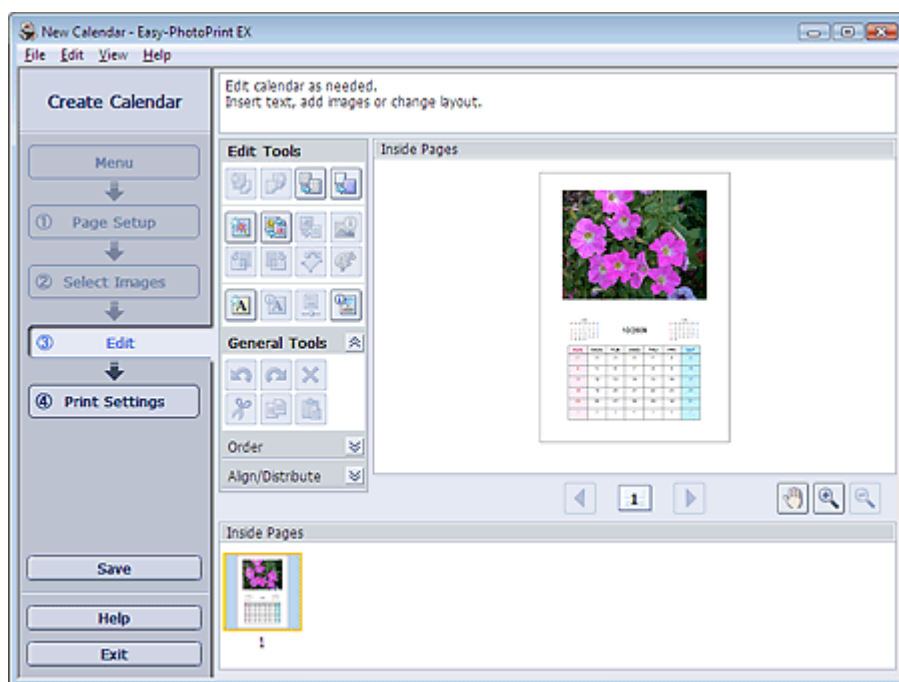 New Calendar - Easy-PhotoPrint EX
File Edit View Help
Create Calendar
Edit calendar as needed.
Insert text, add images or change layout.
Menu
① Page Setup
② Select Images
③ Edit
④ Print Settings
Save
Help
Exit
Edit Tools
General Tools
Order
Align/Distribute
Inside Pages
10/2009
1
Inside Pages
1